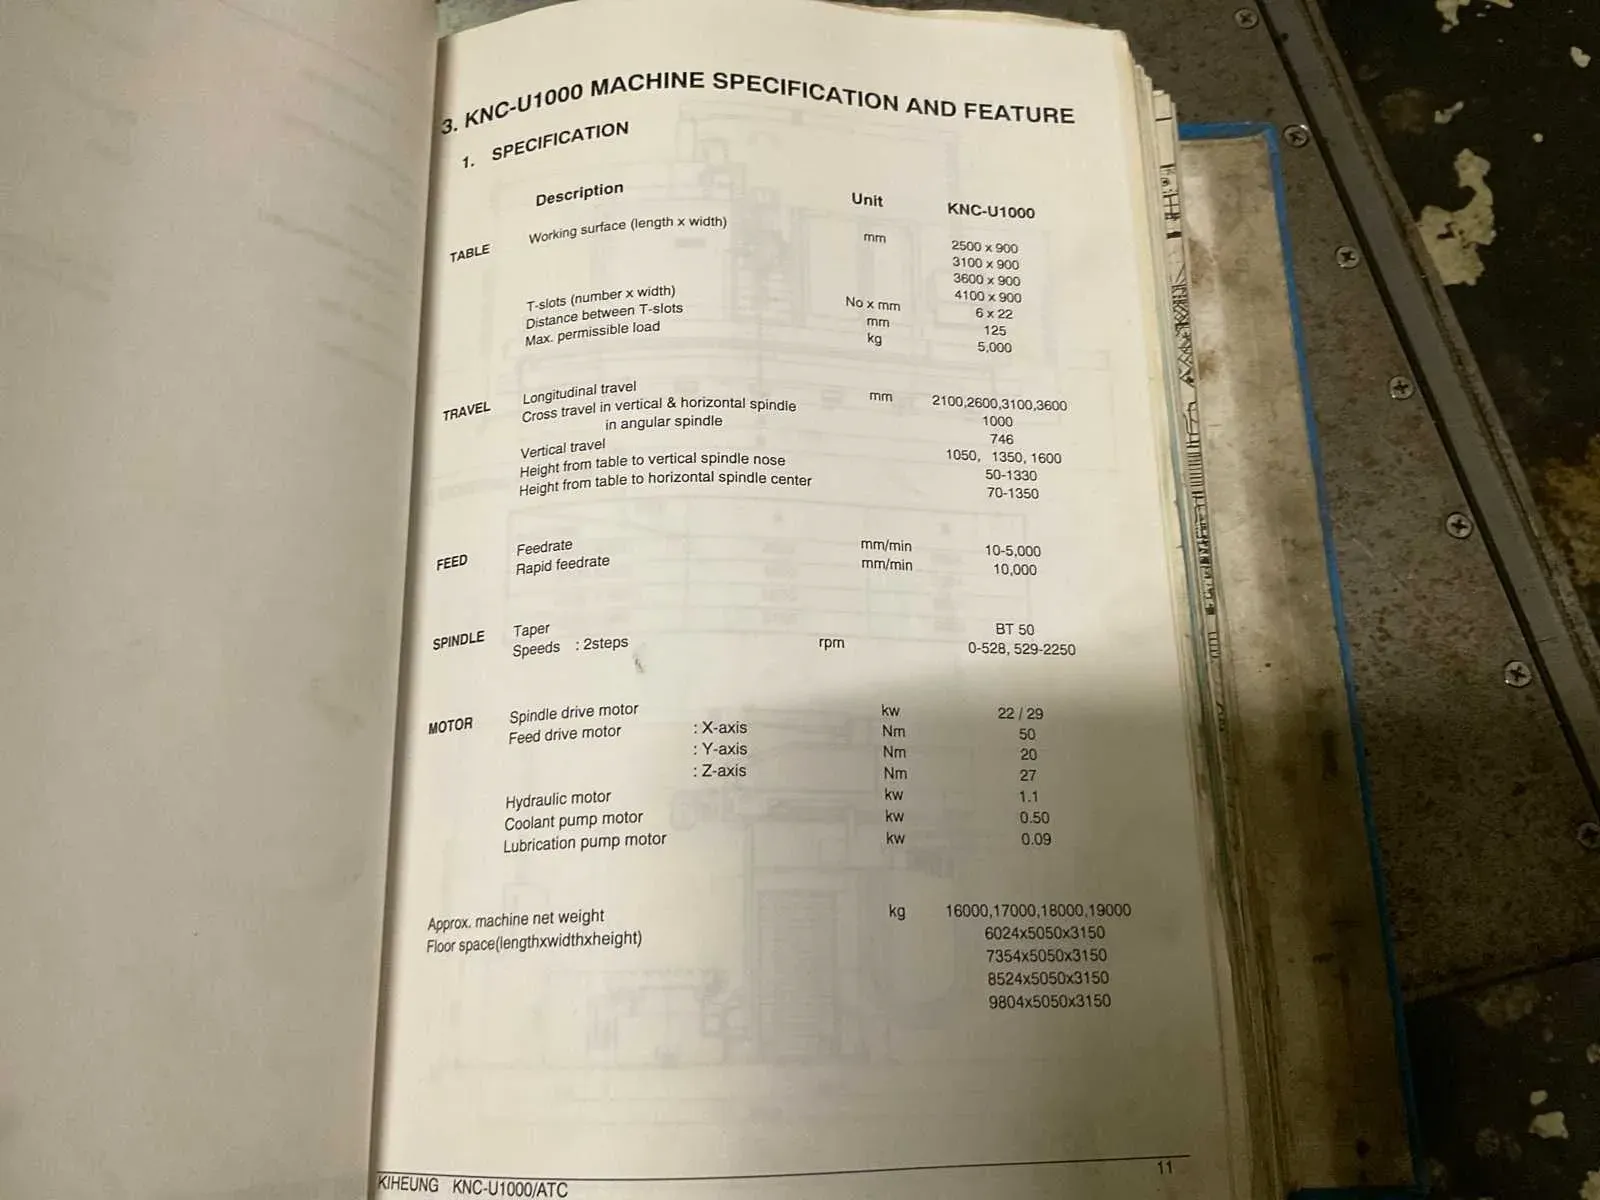 3. KNC-U1000 MACHINE SPECIFICATION AND FEATURE
1. SPECIFICATION
Description Unit KNC-U1000
TABLE Working surface (length x width) mm 2500 x 900
3100 x 900
3600 x 900
4100 x 900
T-slots (number x width) No x mm 6 x 22
Distance between T-slots mm 125
Max. permissible load kg 5,000
TRAVEL Longitudinal travel mm 2100,2600,3100,3600
Cross travel in vertical & horizontal spindle 1000
in angular spindle 746
Vertical travel 1050, 1350, 1600
Height from table to vertical spindle nose 50-1330
Height from table to horizontal spindle center 70-1350
FEED Feedrate mm/min 10-5,000
Rapid feedrate mm/min 10,000
SPINDLE Taper BT 50
Speeds : 2steps rpm 0-528, 529-2250
MOTOR Spindle drive motor kw 22 / 29
Feed drive motor : X-axis Nm 50
: Y-axis Nm 20
: Z-axis Nm 27
Hydraulic motor kw 1.1
Coolant pump motor kw 0.50
Lubrication pump motor kw 0.09
Approx. machine net weight kg 16000,17000,18000,19000
Floor space(lengthxwidthxheight) 6024x5050x3150
7354x5050x3150
8524x5050x3150
9804x5050x3150
KIHEUNG KNC-U1000/ATC 11